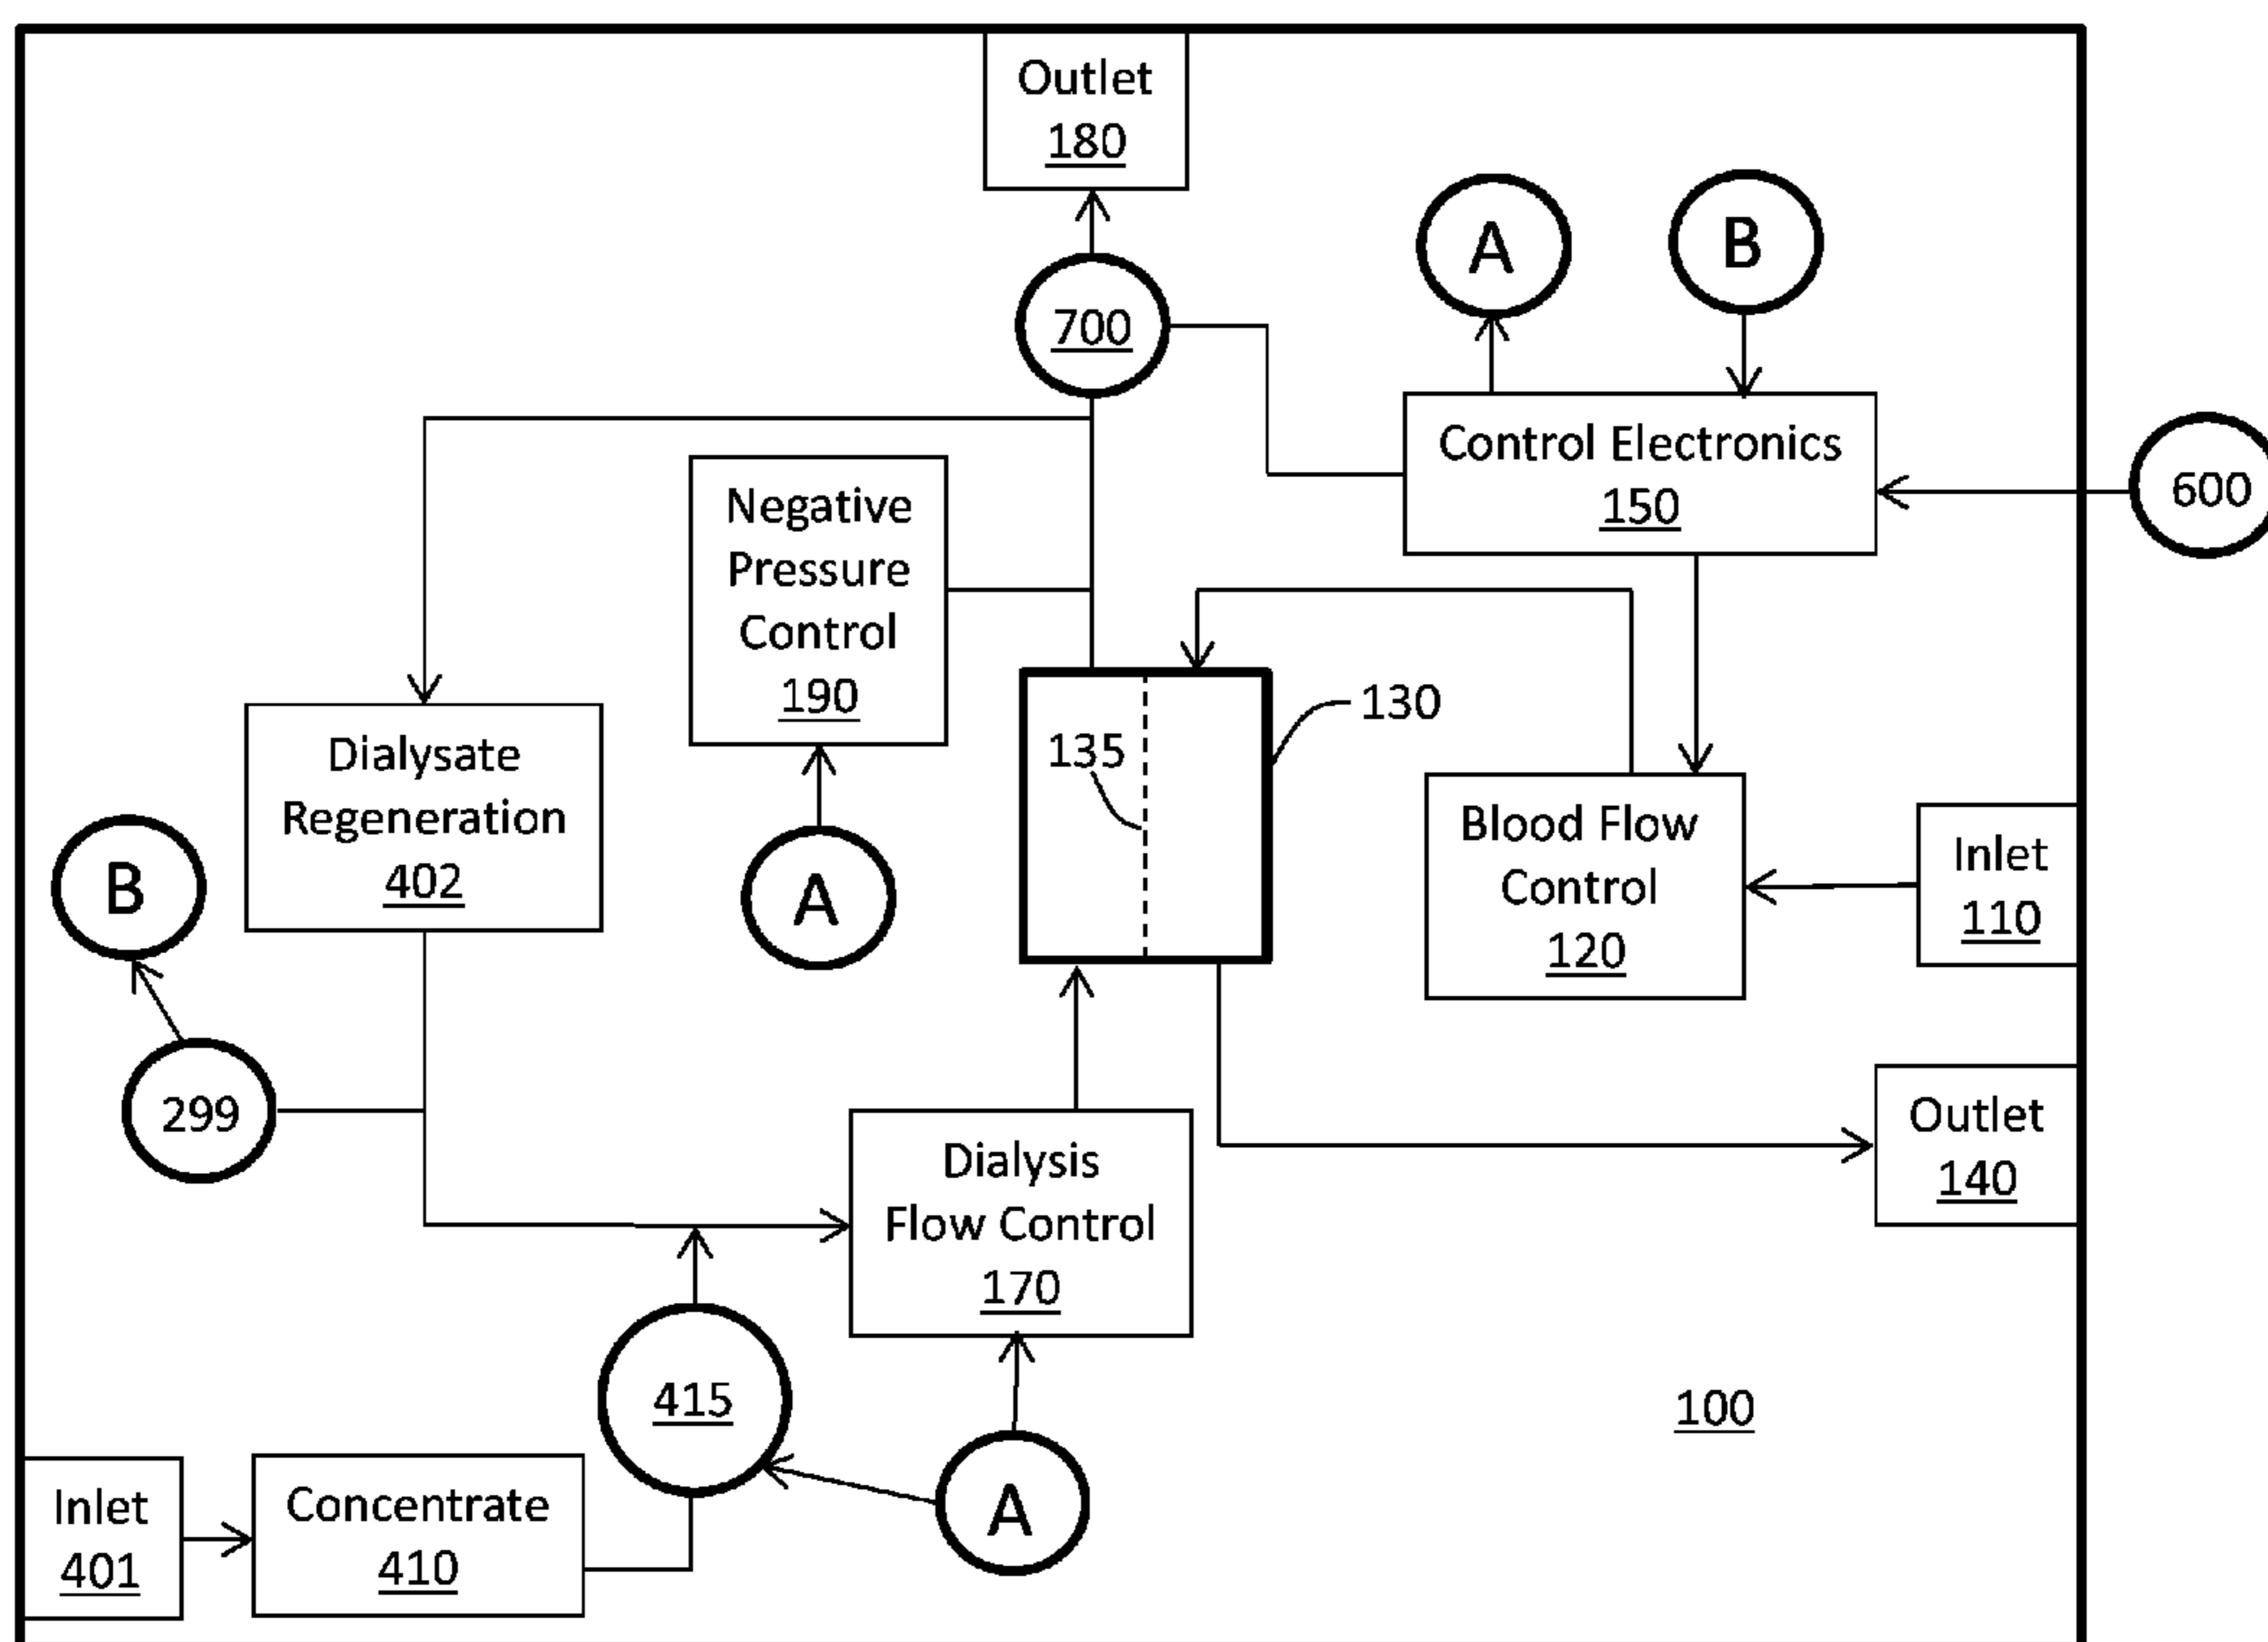 Outlet
180
A
B
700
Control Electronics
150
600
Negative
Pressure
Control
190
130
135
Dialysate
Regeneration
402
Blood Flow
Control
120
Inlet
110
B
A
299
Outlet
140
Dialysis
Flow Control
170
415
100
A
Inlet
401
Concentrate
410